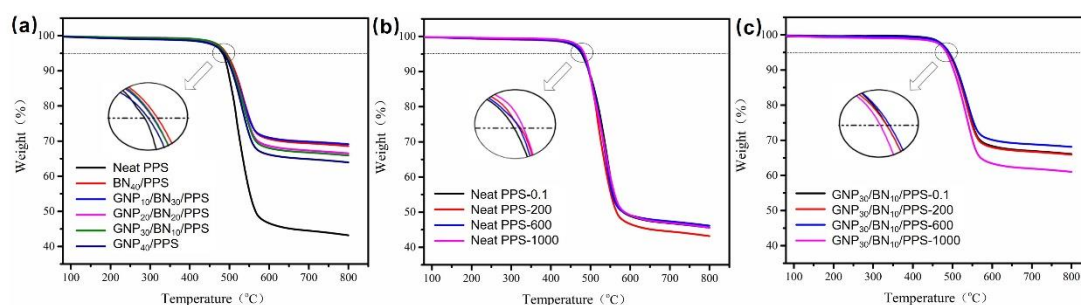 (a)
100
90
80
70
60
50
40
Weight (%)
100 200 300 400 500 600 700 800
Temperature (°C)
Neat PPS
BN₄₀/PPS
GNP₁₀/BN₃₀/PPS
GNP₂₀/BN₂₀/PPS
GNP₃₀/BN₁₀/PPS
GNP₄₀/PPS
(b)
100
90
80
70
60
50
40
Weight (%)
100 200 300 400 500 600 700 800
Temperature (°C)
Neat PPS-0.1
Neat PPS-200
Neat PPS-600
Neat PPS-1000
(c)
100
90
80
70
60
50
40
Weight (%)
100 200 300 400 500 600 700 800
Temperature (°C)
GNP₃₀/BN₁₀/PPS-0.1
GNP₃₀/BN₁₀/PPS-200
GNP₃₀/BN₁₀/PPS-600
GNP₃₀/BN₁₀/PPS-1000